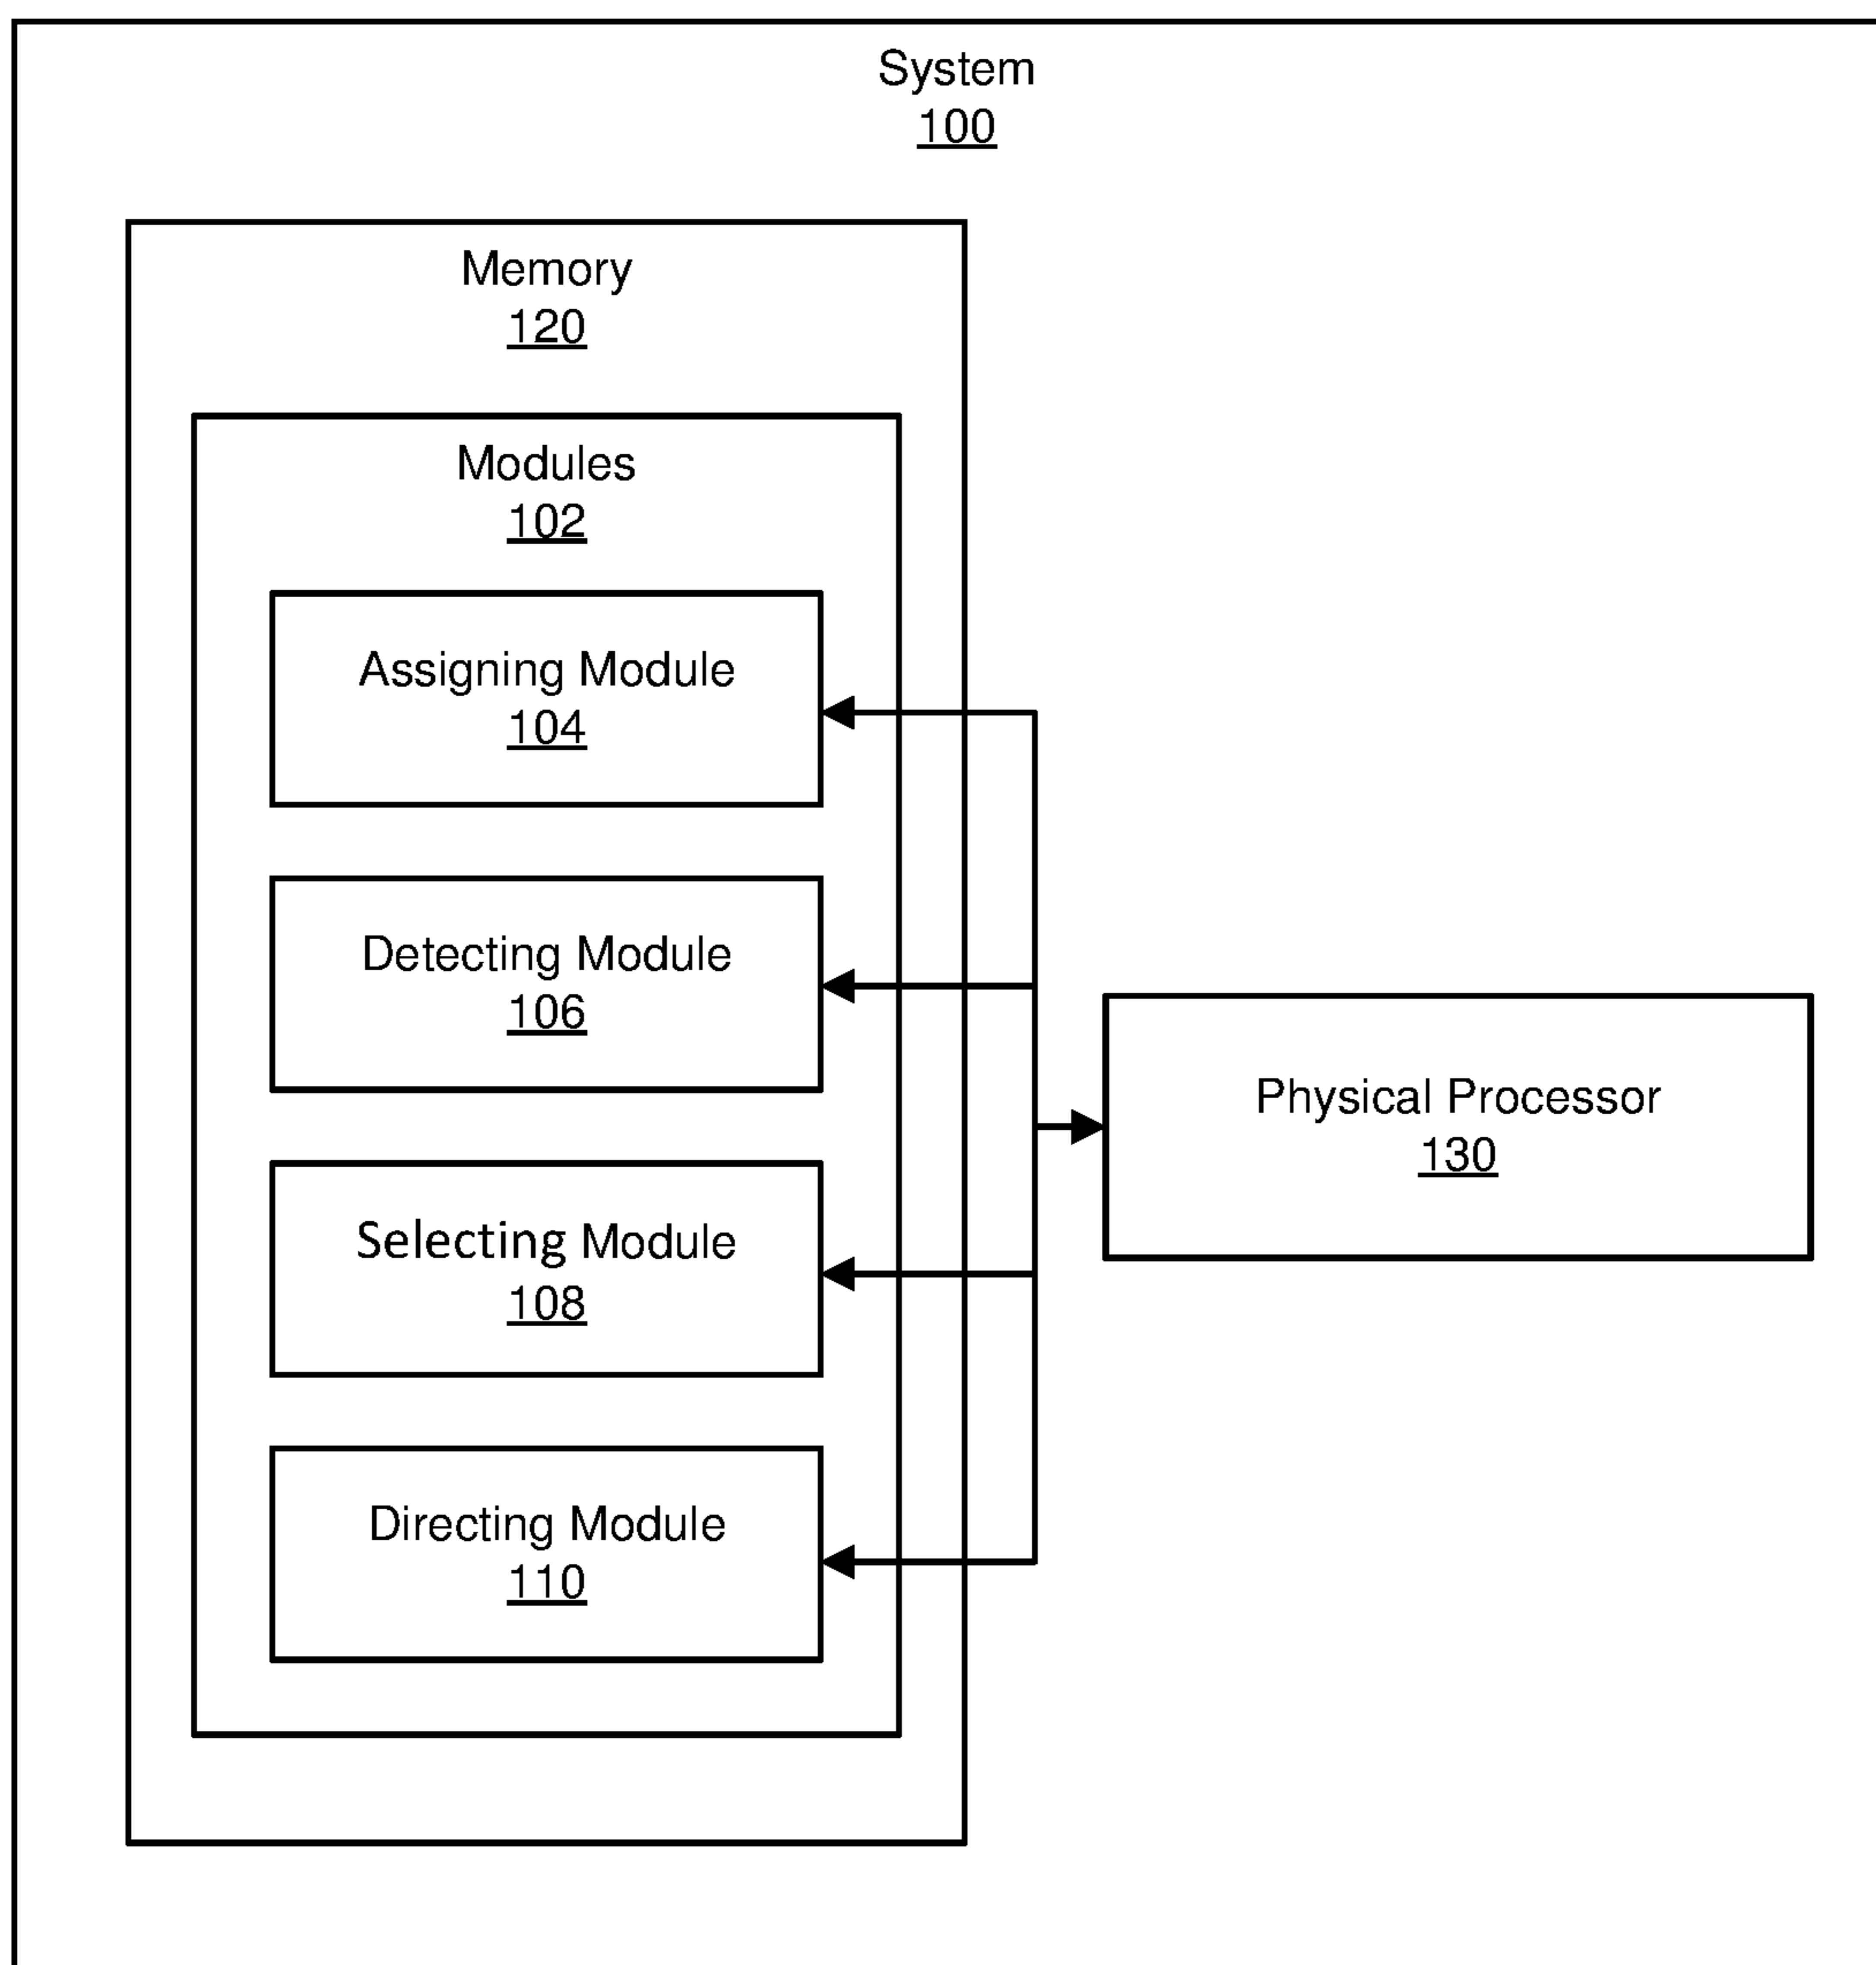 System
100
Memory
120
Modules
102
Assigning Module
104
Detecting Module
106
Selecting Module
108
Directing Module
110
Physical Processor
130